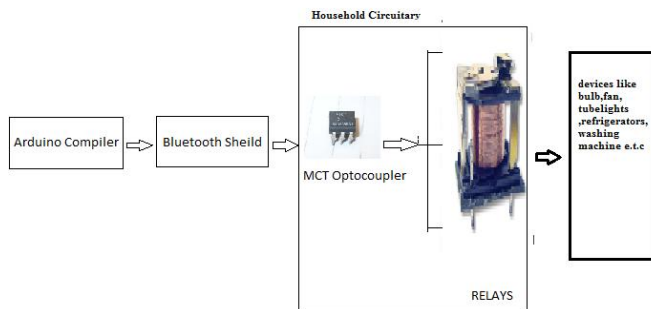 Household Circuitary
Arduino Compiler
Bluetooth Sheild
MCT Optocoupler
RELAYS
devices like
bulb,fan,
tubelights
,refrigerators,
washing
machine e.t.c